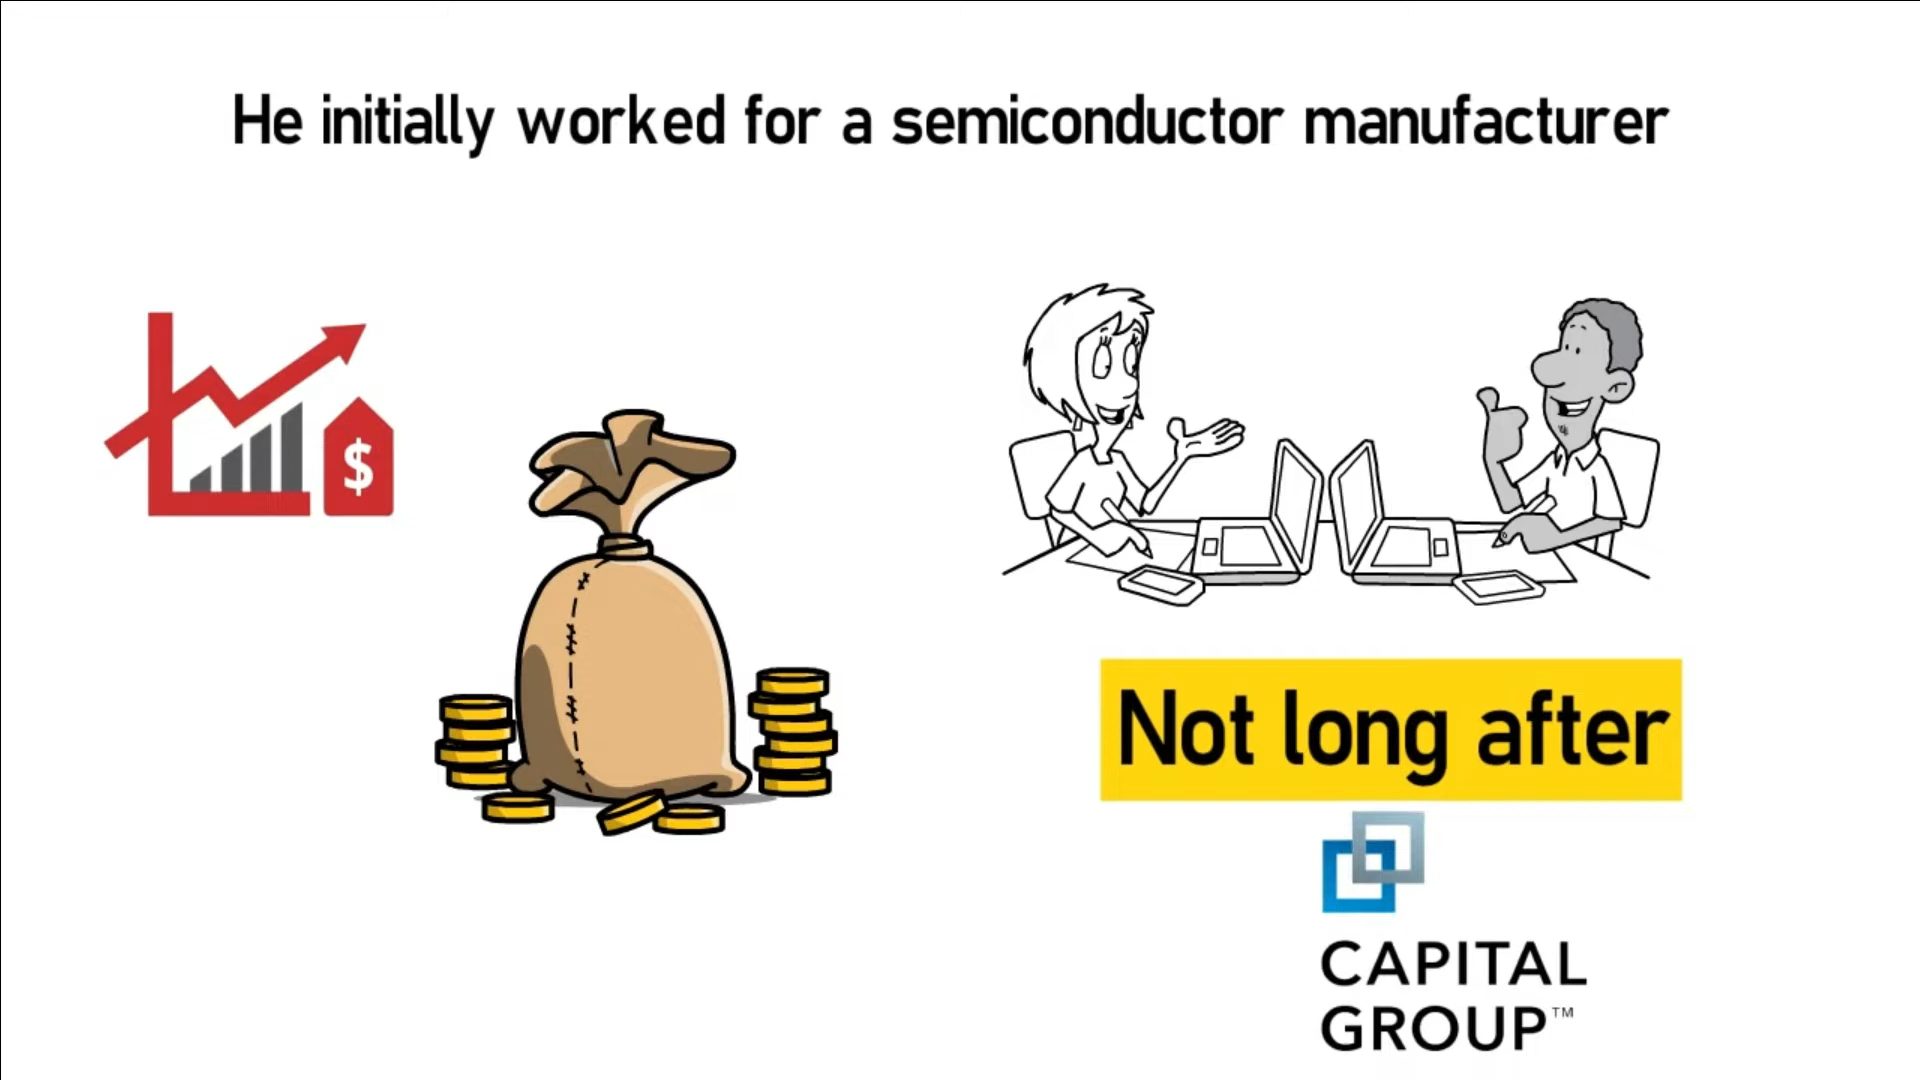 He initially worked for a semiconductor manufacturer
$
Not long after
CAPITAL
GROUP™